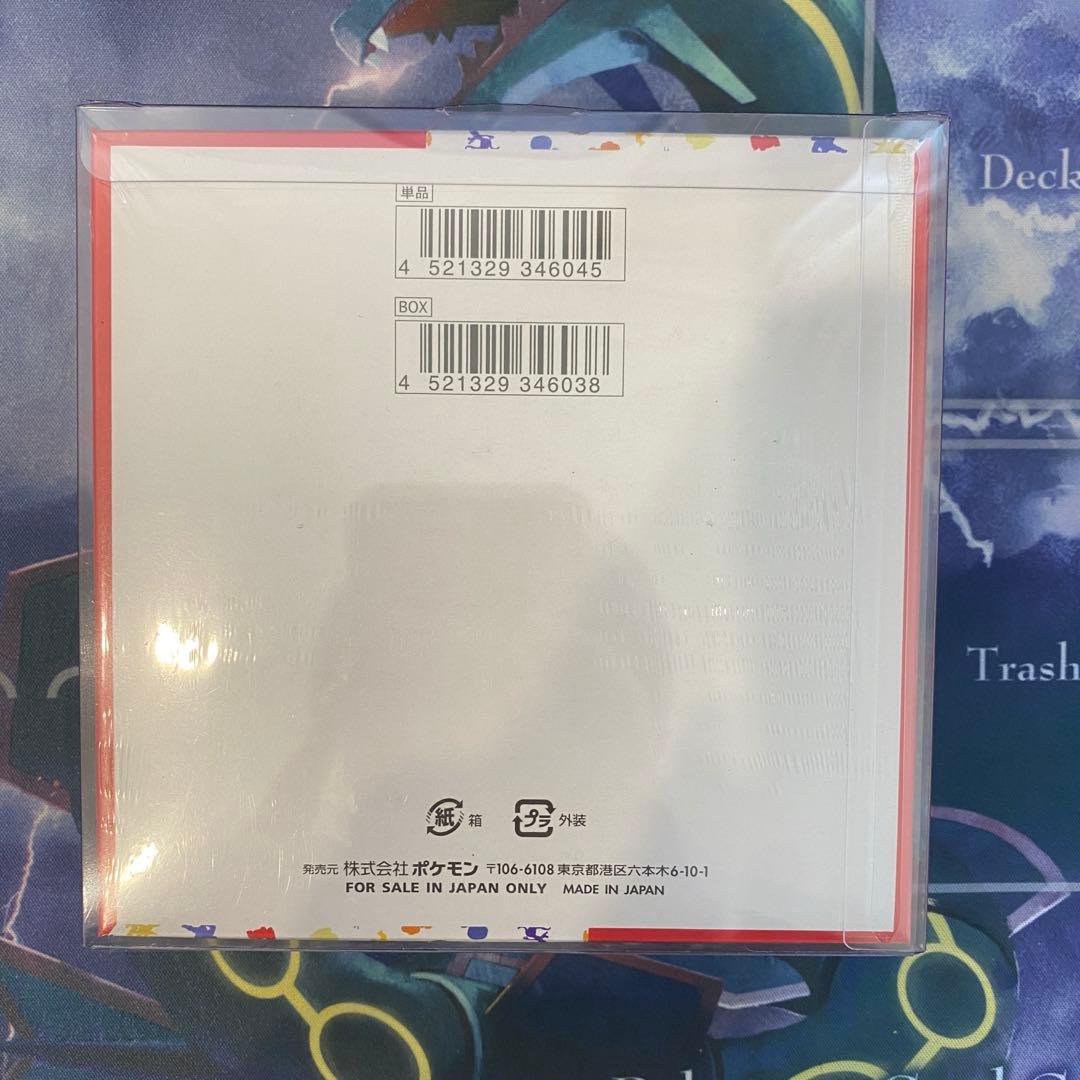 Deck
単品
4 521329 346045
BOX
4 521329 346038
Trash
紙 箱 プラ 外装
発売元 株式会社 ポケモン 〒106-6108 東京都港区六本木6-10-1
FOR SALE IN JAPAN ONLY MADE IN JAPAN